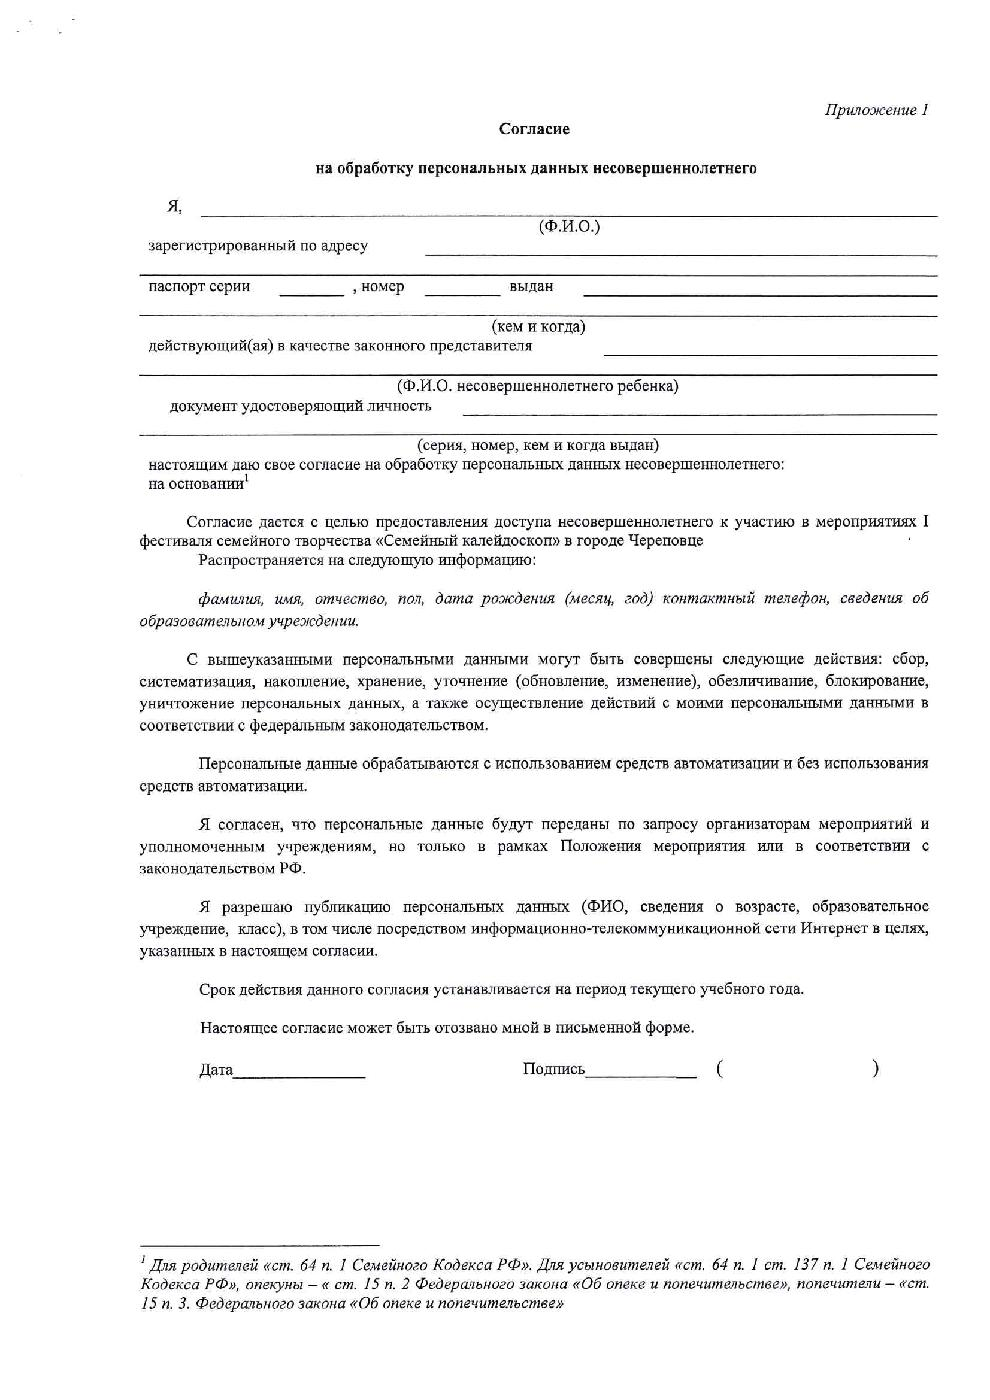 Приложение 1
Согласие
на обработку персональных данных несовершеннолетнего
Я, ____
(Ф.И.О.)
зарегистрированный по адресу ____
паспорт серии ____ , номер ____ выдан ____
(кем и когда)
действующий(ая) в качестве законного представителя ____
(Ф.И.О. несовершеннолетнего ребенка)
документ удостоверяющий личность ____
(серия, номер, кем и когда выдан)
настоящим даю свое согласие на обработку персональных данных несовершеннолетнего:
на основании¹
Согласие дается с целью предоставления доступа несовершеннолетнего к участию в мероприятиях I
фестиваля семейного творчества «Семейный калейдоскоп» в городе Череповце
Распространяется на следующую информацию:
фамилия, имя, отчество, пол, дата рождения (месяц, год) контактный телефон, сведения об
образовательном учреждении.
С вышеуказанными персональными данными могут быть совершены следующие действия: сбор,
систематизация, накопление, хранение, уточнение (обновление, изменение), обезличивание, блокирование,
уничтожение персональных данных, а также осуществление действий с моими персональными данными в
соответствии с федеральным законодательством.
Персональные данные обрабатываются с использованием средств автоматизации и без использования
средств автоматизации.
Я согласен, что персональные данные будут переданы по запросу организаторам мероприятий и
уполномоченным учреждениям, но только в рамках Положения мероприятия или в соответствии с
законодательством РФ.
Я разрешаю публикацию персональных данных (ФИО, сведения о возрасте, образовательное
учреждение, класс), в том числе посредством информационно-телекоммуникационной сети Интернет в целях,
указанных в настоящем согласии.
Срок действия данного согласия устанавливается на период текущего учебного года.
Настоящее согласие может быть отозвано мной в письменной форме.
Дата____ Подпись____ ( )
¹ Для родителей «ст. 64 п. 1 Семейного Кодекса РФ». Для усыновителей «ст. 64 п. 1 ст. 137 п. 1 Семейного
Кодекса РФ», опекуны – « ст. 15 п. 2 Федерального закона «Об опеке и попечительстве», попечители – «ст.
15 п. 3. Федерального закона «Об опеке и попечительстве»